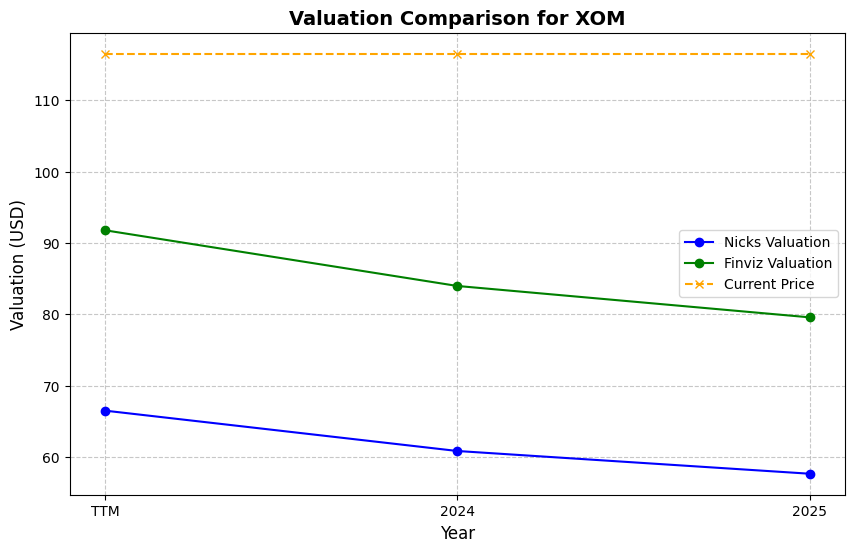 Valuation Comparison for XOM
Valuation (USD)
110
100
90
80
70
60
Nicks Valuation
Finviz Valuation
Current Price
TTM
2024
2025
Year